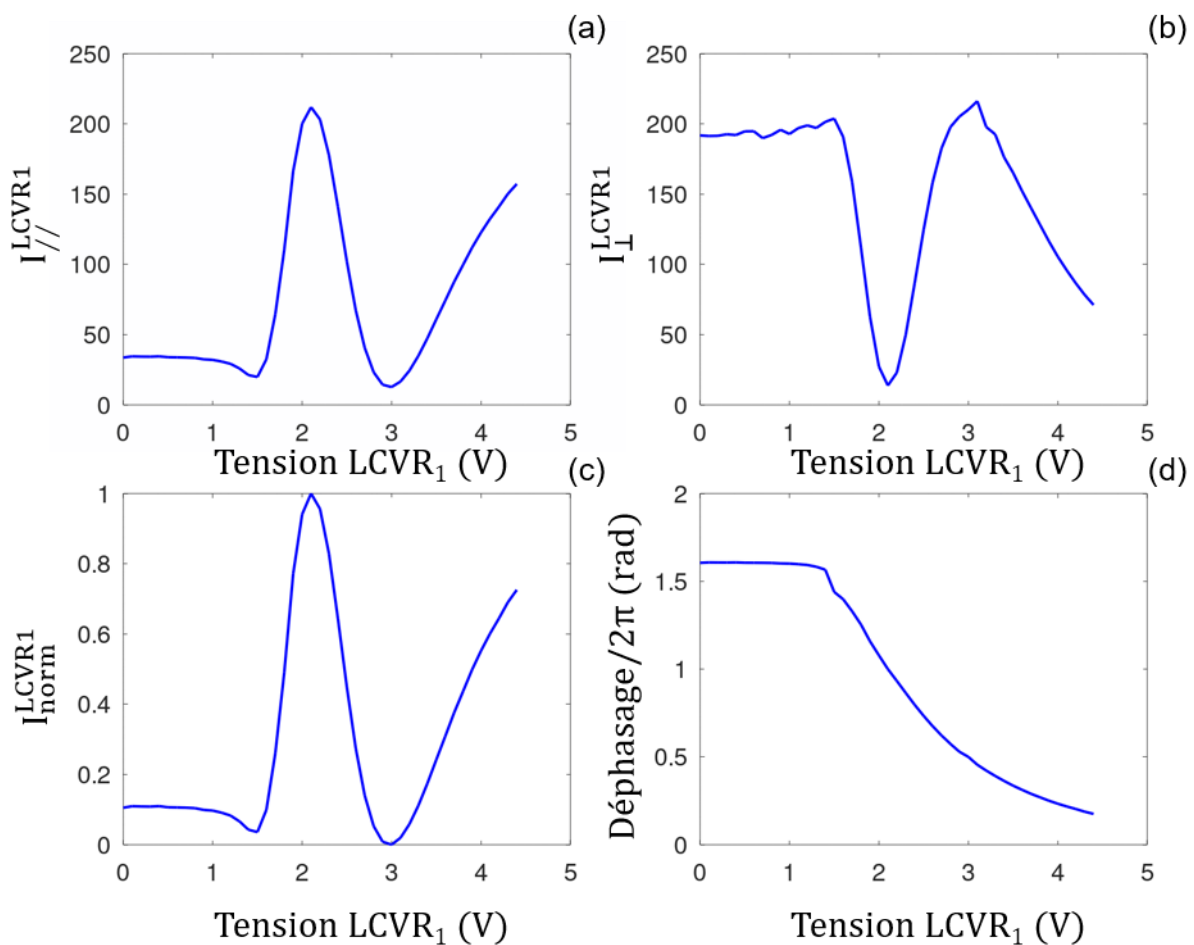 (a)
250
200
150
100
50
0
0 1 2 3 4 5
I//LCVR1
Tension LCVR1 (V)
(b)
250
200
150
100
50
0
0 1 2 3 4 5
I⊥LCVR1
Tension LCVR1 (V)
(c)
1
0.8
0.6
0.4
0.2
0
0 1 2 3 4 5
InormLCVR1
Tension LCVR1 (V)
(d)
2
1.5
1
0.5
0
0 1 2 3 4 5
Déphasage/2π (rad)
Tension LCVR1 (V)